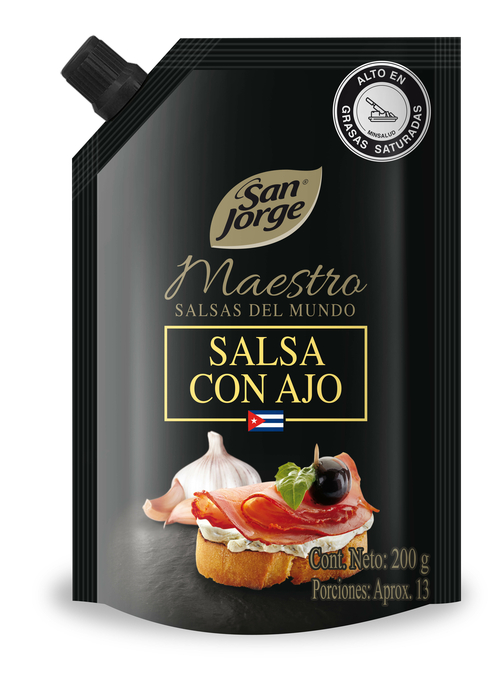 ALTO EN
GRASAS SATURADAS
MINSALUD
San®
Jorge
Maestro
SALSAS DEL MUNDO
SALSA
CON AJO
Cont. Neto: 200 g
Porciones: Aprox. 13